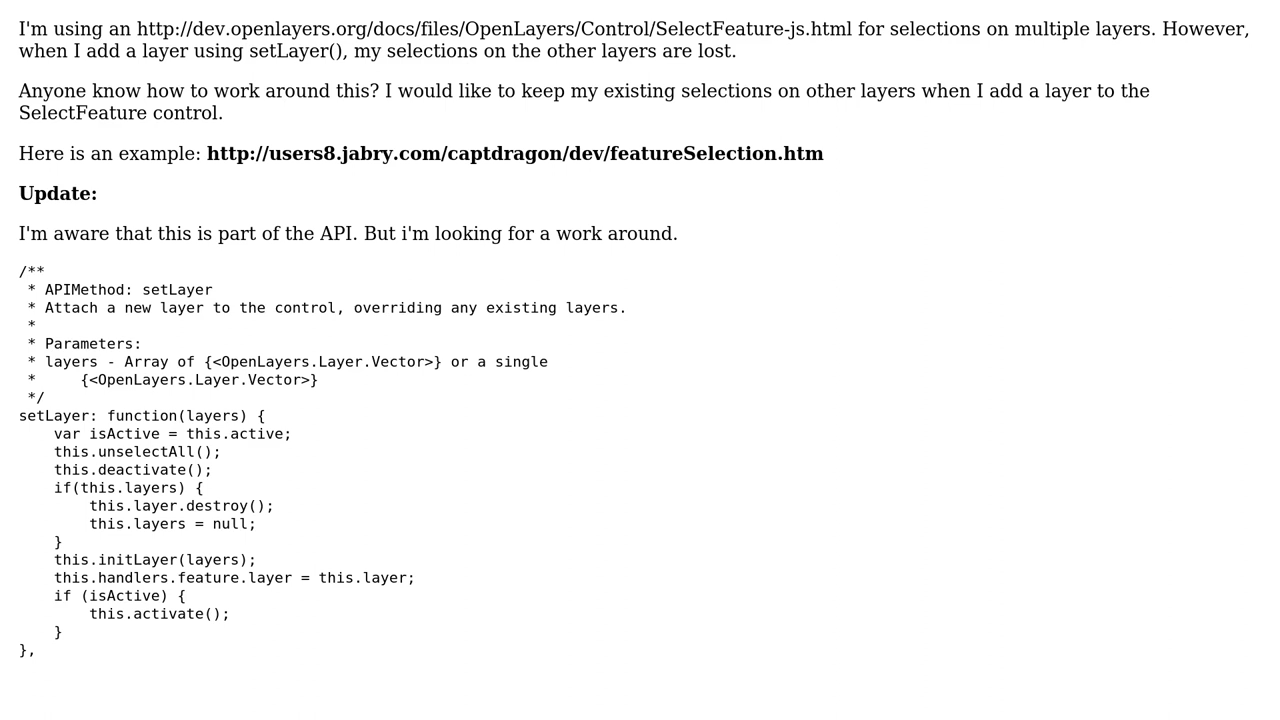 I'm using an http://dev.openlayers.org/docs/files/OpenLayers/Control/SelectFeature-js.html for selections on multiple layers. However,
when I add a layer using setLayer(), my selections on the other layers are lost.
Anyone know how to work around this? I would like to keep my existing selections on other layers when I add a layer to the
SelectFeature control.
Here is an example: http://users8.jabry.com/captdragon/dev/featureSelection.htm
Update:
I'm aware that this is part of the API. But i'm looking for a work around.
/**
 * APIMethod: setLayer
 * Attach a new layer to the control, overriding any existing layers.
 *
 * Parameters:
 * layers - Array of {<OpenLayers.Layer.Vector>} or a single
 *     {<OpenLayers.Layer.Vector>}
 */
setLayer: function(layers) {
    var isActive = this.active;
    this.unselectAll();
    this.deactivate();
    if(this.layers) {
        this.layer.destroy();
        this.layers = null;
    }
    this.initLayer(layers);
    this.handlers.feature.layer = this.layer;
    if (isActive) {
        this.activate();
    }
},